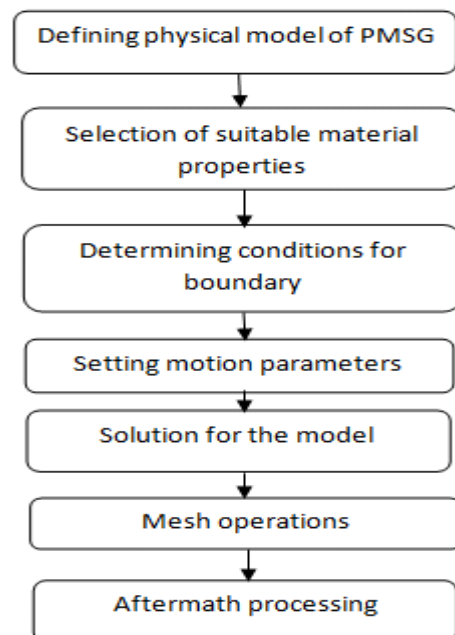 Defining physical model of PMSG
Selection of suitable material
properties
Determining conditions for
boundary
Setting motion parameters
Solution for the model
Mesh operations
Aftermath processing